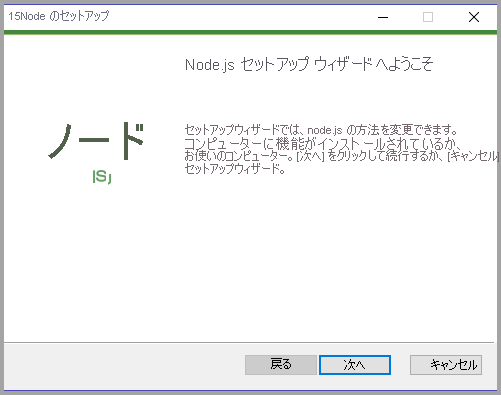 15Node のセットアップ
Node.js セットアップ ウィザードへようこそ
ノード
ISJ
セットアップウィザードでは、node.js の方法を変更できます。
コンピューターに機能がインストールされているか、
お使いのコンピューター。[次へ] をクリックして続行するか、[キャンセル]
セットアップウィザード。
戻る
次へ
キャンセル